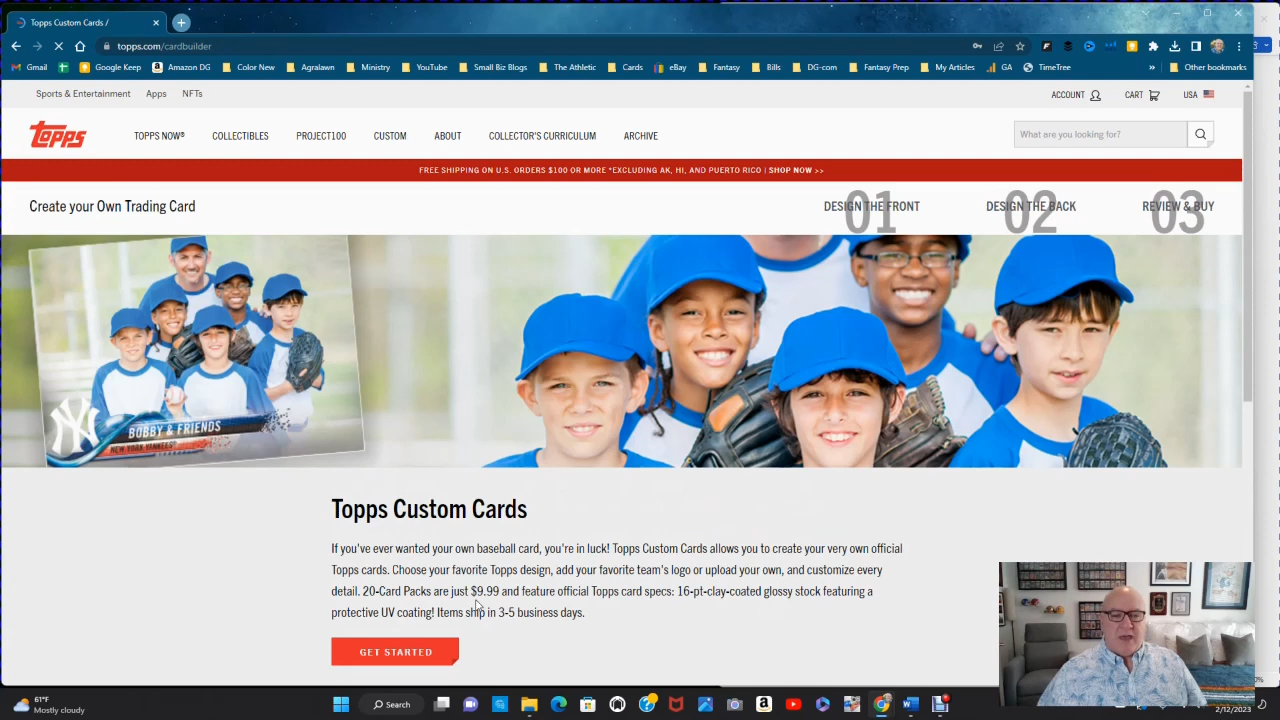 Topps Custom Cards /
topps.com/cardbuilder
Gmail
Google Keep
Amazon DG
Color New
Agralawn
Ministry
YouTube
Small Biz Blogs
The Athletic
Cards
eBay
Fantasy
Bills
DG-com
Fantasy Prep
My Articles
GA
TimeTree
»
Other bookmarks
Sports & Entertainment
Apps
NFTs
ACCOUNT
CART
USA
topps
TOPPS NOW®
COLLECTIBLES
PROJECT100
CUSTOM
ABOUT
COLLECTOR'S CURRICULUM
ARCHIVE
What are you looking for?
FREE SHIPPING ON U.S. ORDERS $100 OR MORE *EXCLUDING AK, HI, AND PUERTO RICO | SHOP NOW >>
Create your Own Trading Card
01 DESIGN THE FRONT
02 DESIGN THE BACK
03 REVIEW & BUY
BOBBY & FRIENDS
NEW YORK YANKEES
Topps Custom Cards
If you've ever wanted your own baseball card, you're in luck! Topps Custom Cards allows you to create your very own official
Topps cards. Choose your favorite Topps design, add your favorite team's logo or upload your own, and customize every
detail 20-Card Packs are just $9.99 and feature official Topps card specs: 16-pt-clay-coated glossy stock featuring a
protective UV coating! Items ship in 3-5 business days.
GET STARTED
61°F
Mostly cloudy
Search
2/12/2023